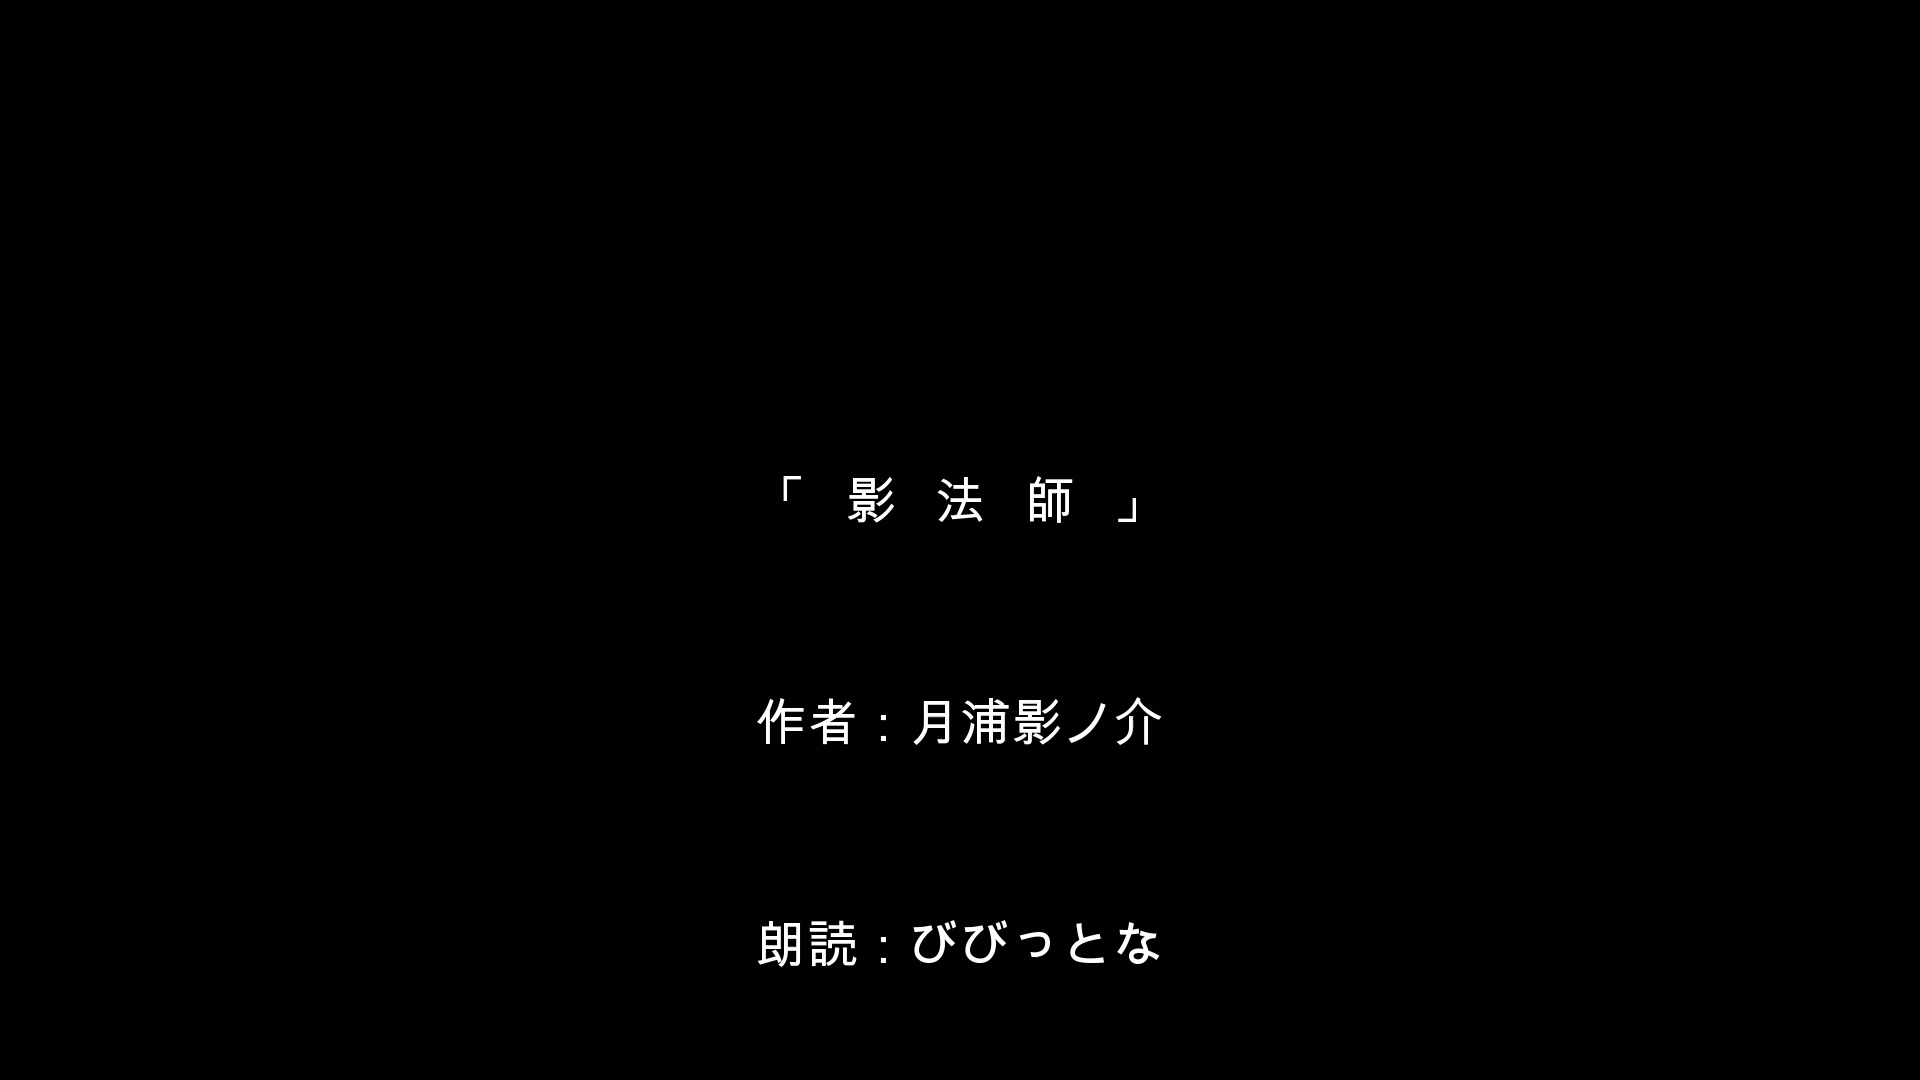 「 影 法 師 」
作者：月浦影ノ介
朗読：びびっとな